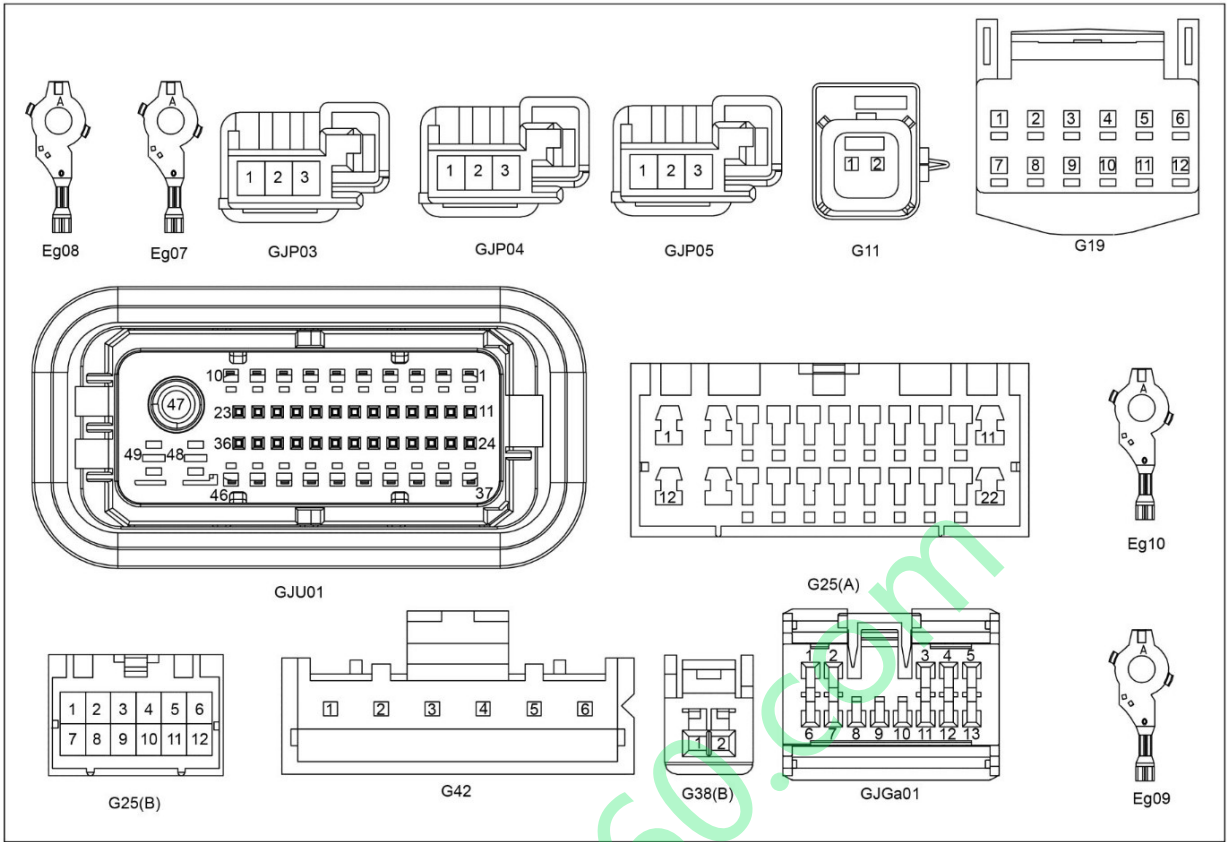 A
A
1 2 3
1 2 3
1 2 3
1 2
1 2 3 4 5 6
7 8 9 10 11 12
Eg08 Eg07 GJP03 GJP04 GJP05 G11 G19
10 1
47
23 11
36 24
49 48
46 37
GJU01
1 11
12 22
G25(A)
A
Eg10
1 2 3 4 5 6
7 8 9 10 11 12
G25(B)
1 2 3 4 5 6
G42
1 2
G38(B)
1 2 3 4 5
6 7 8 9 10 11 12 13
GJGa01
A
Eg09
60.com